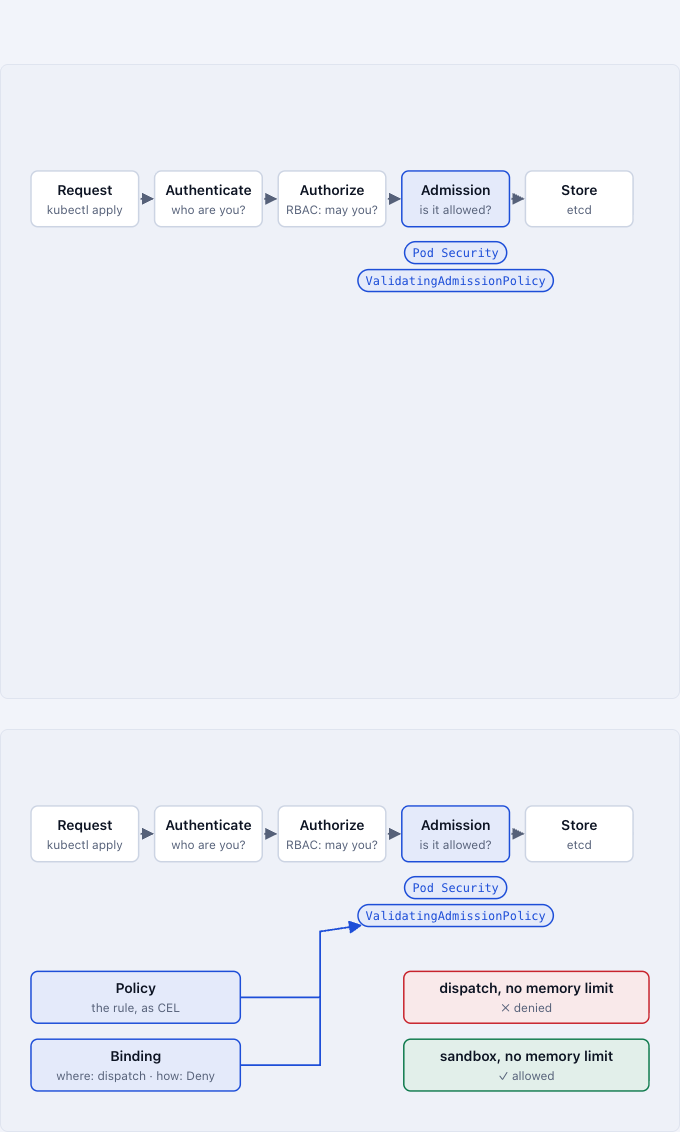 Request
kubectl apply
Authenticate
who are you?
Authorize
RBAC: may you?
Admission
is it allowed?
Store
etcd
Pod Security
ValidatingAdmissionPolicy
Request
kubectl apply
Authenticate
who are you?
Authorize
RBAC: may you?
Admission
is it allowed?
Store
etcd
Pod Security
ValidatingAdmissionPolicy
Policy
the rule, as CEL
dispatch, no memory limit
✕ denied
Binding
where: dispatch · how: Deny
sandbox, no memory limit
✓ allowed